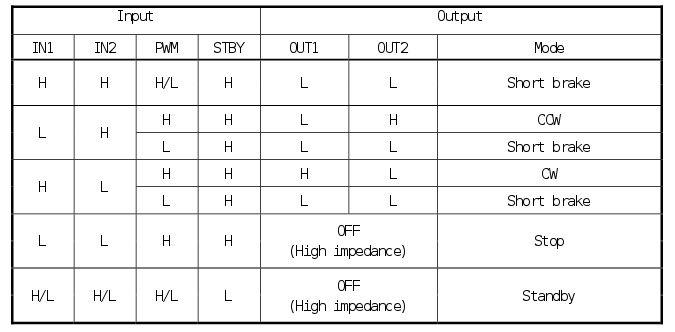 Input Output
IN1 IN2 PWM STBY OUT1 OUT2 Mode
H H H/L H L L Short brake
L H H H L H CCW
L H L L Short brake
H L H H H L CW
L H L L Short brake
L L H H OFF (High impedance) Stop
H/L H/L H/L L OFF (High impedance) Standby